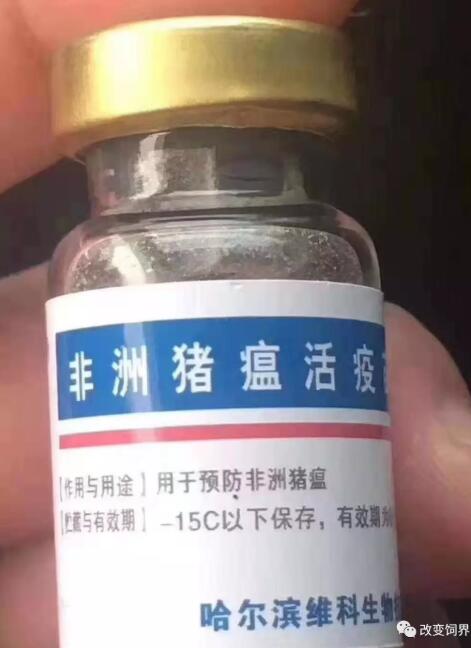 非洲猪瘟活疫
【作用与用途】用于预防非洲猪瘟
【贮藏与有效期】-15C以下保存，有效期为
哈尔滨维科生物
改变饲界